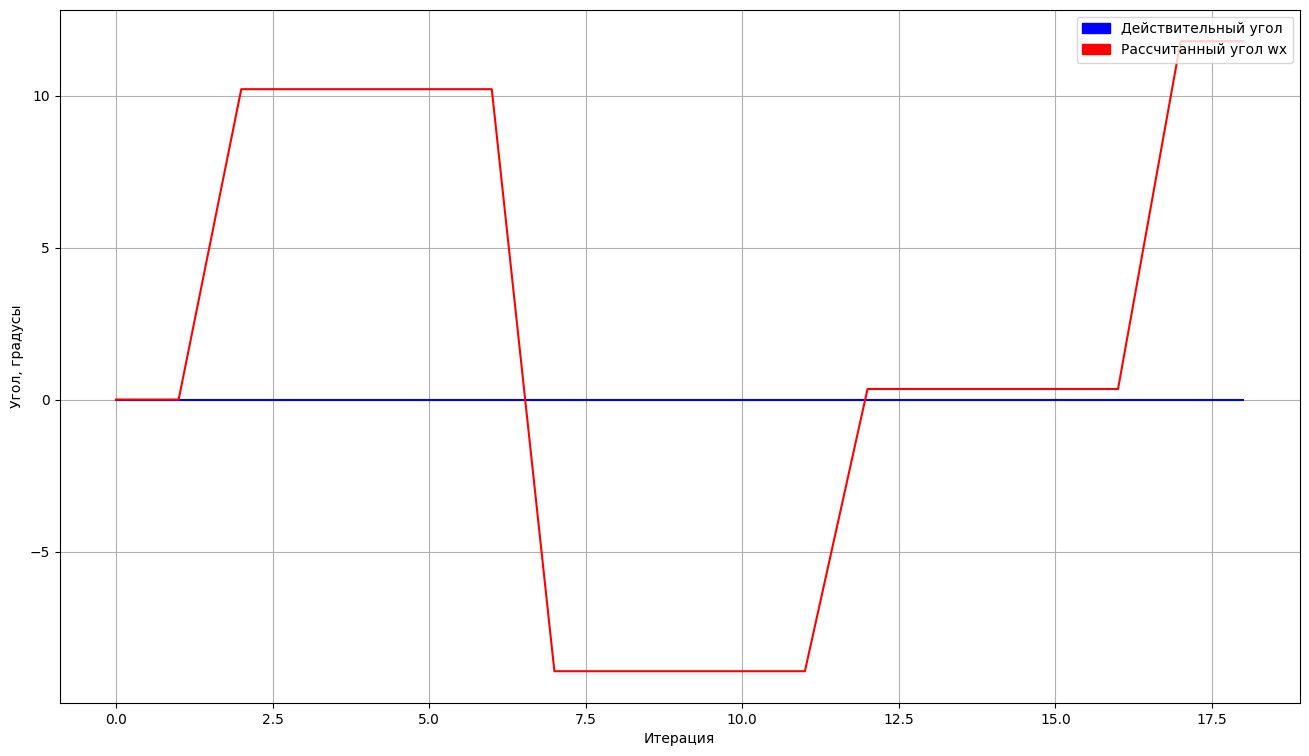 Действительный угол
Рассчитанный угол wx
10
5
0
−5
Угол, градусы
0.0 2.5 5.0 7.5 10.0 12.5 15.0 17.5
Итерация